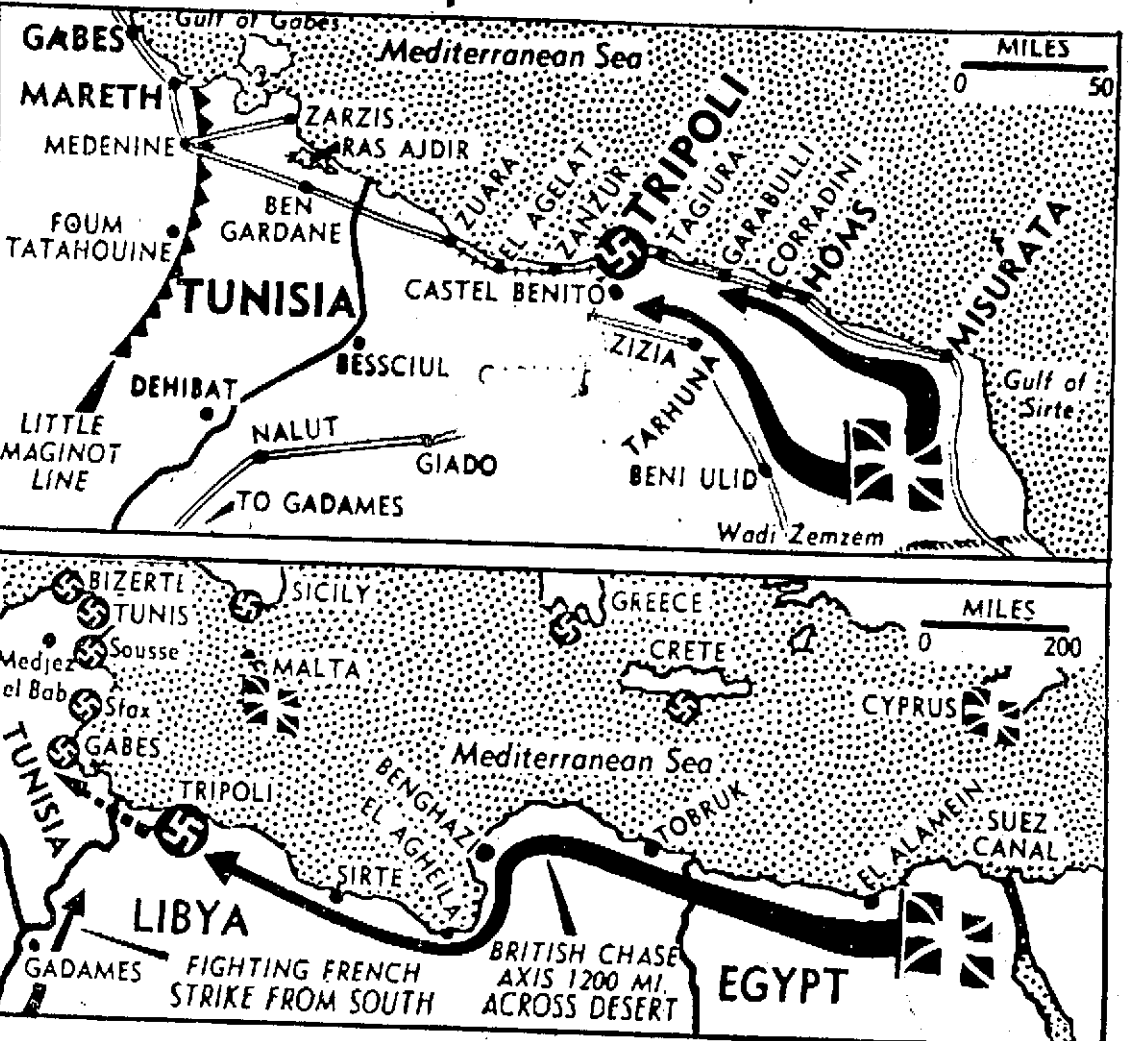 Gulf of Gabes
GABES
Mediterranean Sea
MILES
0 50
MARETH
ZARZIS
MEDENINE
RAS AJDIR
BEN
GARDANE
FOUM
TATAHOUINE
ZUARA
EL AGELAT
ZANZUR
TRIPOLI
TAGIURA
GARABULLI
CORRADINI
HOMS
MISURATA
TUNISIA
CASTEL BENITO
BESSCIUL
ZIZIA
TARHUNA
Gulf of
Sirte
DEHIBAT
LITTLE
MAGINOT
LINE
NALUT
GIADO
BENI ULID
TO GADAMES
Wadi Zemzem
BIZERTE
TUNIS
SICILY
GREECE
MILES
0 200
Sousse
Medjez
el Bab
MALTA
CRETE
Sfax
CYPRUS
GABES
TUNISIA
Mediterranean Sea
TRIPOLI
BENGHAZI
EL AGHEILA
TOBRUK
EL ALAMEIN
SUEZ
CANAL
SIRTE
LIBYA
GADAMES
FIGHTING FRENCH
STRIKE FROM SOUTH
BRITISH CHASE
AXIS 1200 MI.
ACROSS DESERT
EGYPT